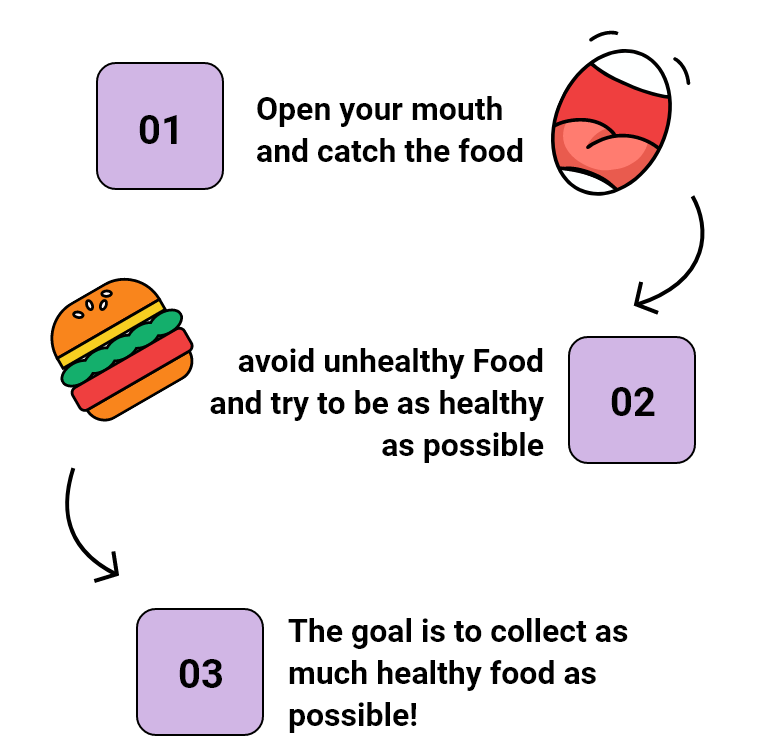 01
Open your mouth
and catch the food
avoid unhealthy Food
and try to be as healthy
as possible
02
03
The goal is to collect as
much healthy food as
possible!